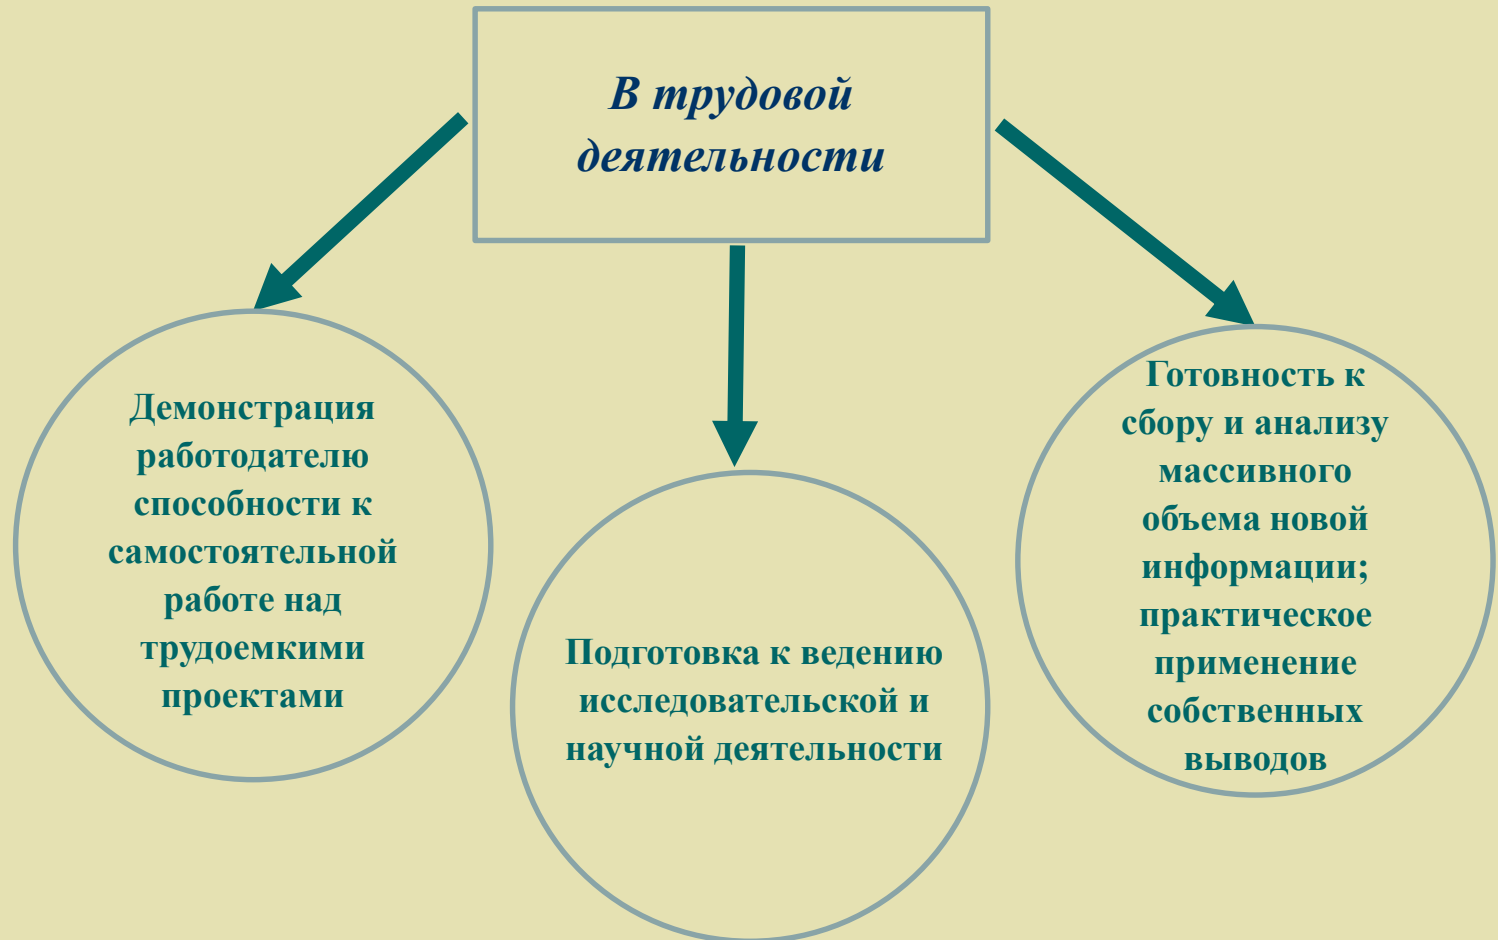 В трудовой
деятельности
Демонстрация
работодателю
способности к
самостоятельной
работе над
трудоемкими
проектами
Подготовка к ведению
исследовательской и
научной деятельности
Готовность к
сбору и анализу
массивного
объема новой
информации;
практическое
применение
собственных
выводов